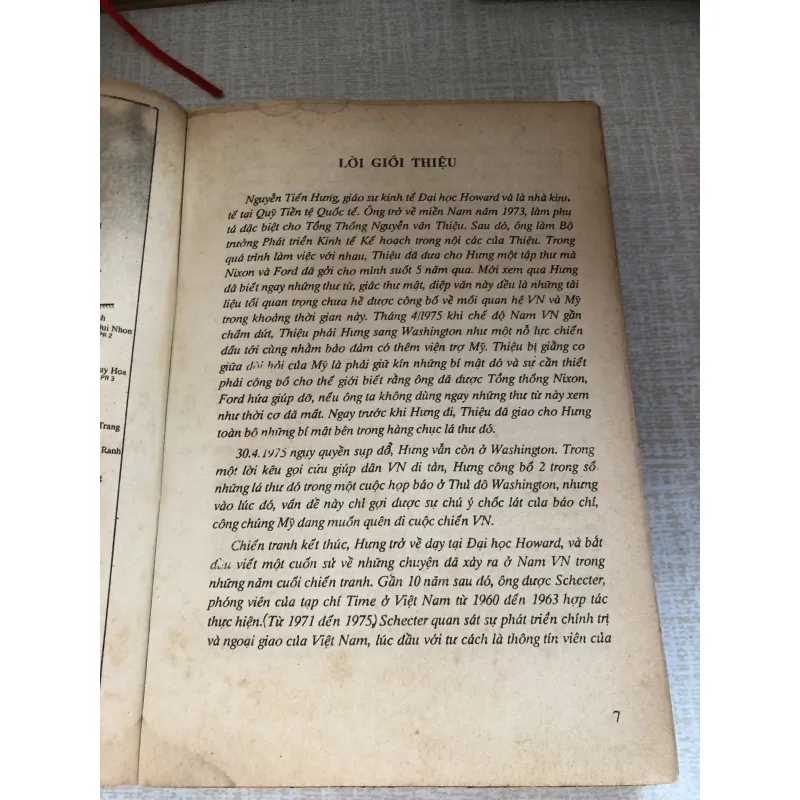 nh
Qui Nhon
PR 2
uy Hoa
PR 3
Trang
Ranh
LỜI GIỚI THIỆU
Nguyễn Tiến Hưng, giáo sư kinh tế Đại học Howard và là nhà kinh
tế tại Quỹ Tiền tệ Quốc tế. Ông trở về miền Nam năm 1973, làm phụ
tá đặc biệt cho Tổng Thống Nguyễn văn Thiệu. Sau đó, ông làm Bộ
trưởng Phát triển Kinh tế Kế hoạch trong nội các của Thiệu. Trong
quá trình làm việc với nhau, Thiệu đã đưa cho Hưng một tập thư mà
Nixon và Ford đã gởi cho mình suốt 5 năm qua. Mới xem qua Hưng
đã biết ngay những thư từ, giác thư mật, điệp văn này đều là những tài
liệu tối quan trọng chưa hề được công bố về mối quan hệ VN và Mỹ
trong khoảng thời gian này. Tháng 4/1975 khi chế độ Nam VN gần
chấm dứt, Thiệu phái Hưng sang Washington như một nỗ lực chiến
đấu tới cùng nhằm bảo đảm có thêm viện trợ Mỹ. Thiệu bị giằng co
giữa đòi hỏi của Mỹ là phải giữ kín những bí mật đó và sự cần thiết
phải công bố cho thế giới biết rằng ông đã được Tổng thống Nixon,
Ford hứa giúp đỡ, nếu ông ta không dùng ngay những thư từ này xem
như thời cơ đã mất. Ngay trước khi Hưng đi, Thiệu đã giao cho Hưng
toàn bộ những bí mật bên trong hàng chục lá thư đó.
30.4.1975 ngụy quyền sụp đổ, Hưng vẫn còn ở Washington. Trong
một lời kêu gọi cứu giúp dân VN di tản, Hưng công bố 2 trong số
những lá thư đó trong một cuộc họp báo ở Thủ đô Washington, nhưng
vào lúc đó, vấn đề này chỉ gợi được sự chú ý chốc lát của báo chí,
công chúng Mỹ đang muốn quên đi cuộc chiến VN.
Chiến tranh kết thúc, Hưng trở về dạy tại Đại học Howard, và bắt
đầu viết một cuốn sử về những chuyện đã xảy ra ở Nam VN trong
những năm cuối chiến tranh. Gần 10 năm sau đó, ông được Schecter,
phóng viên của tạp chí Time ở Việt Nam từ 1960 đến 1963 hợp tác
thực hiện.(Từ 1971 đến 1975,) Schecter quan sát sự phát triển chính trị
và ngoại giao của Việt Nam, lúc đầu với tư cách là thông tín viên của
7